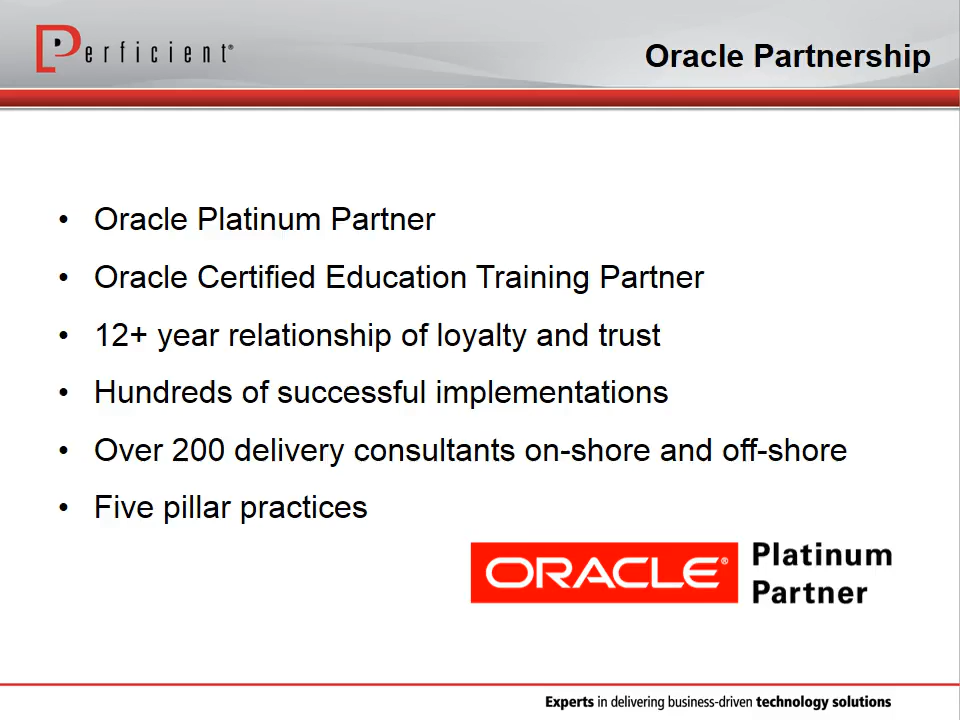 Perficient®
Oracle Partnership
• Oracle Platinum Partner
• Oracle Certified Education Training Partner
• 12+ year relationship of loyalty and trust
• Hundreds of successful implementations
• Over 200 delivery consultants on-shore and off-shore
• Five pillar practices
ORACLE® Platinum
Partner
Experts in delivering business-driven technology solutions